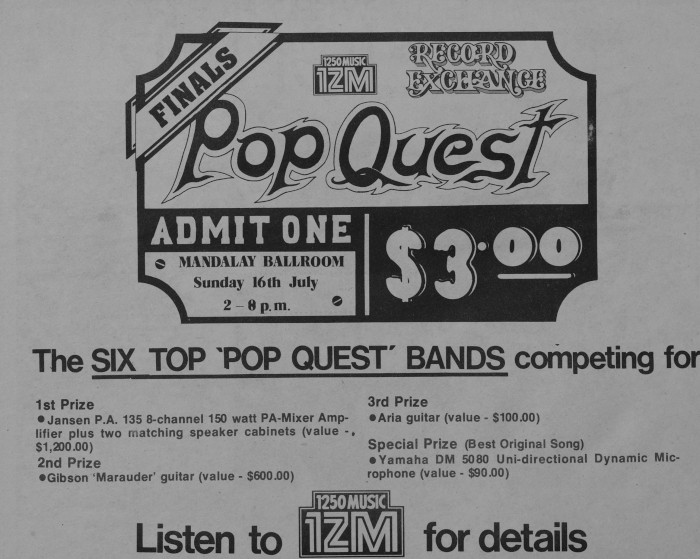 FINALS
1250 MUSIC
1ZM
RECORD
EXCHANGE
Pop Quest
ADMIT ONE
MANDALAY BALLROOM
Sunday 16th July
2 – 8 p.m.
$3.00
The SIX TOP `POP QUEST´ BANDS competing for
1st Prize
●Jansen P.A. 135 8-channel 150 watt PA-Mixer Amp-
lifier plus two matching speaker cabinets (value -.
$1,200.00)
2nd Prize
●Gibson 'Marauder' guitar (value - $600.00)
3rd Prize
●Aria guitar (value - $100.00)
Special Prize (Best Original Song)
●Yamaha DM 5080 Uni-directional Dynamic Mic-
rophone (value - $90.00)
Listen to 1250 MUSIC 1ZM for details